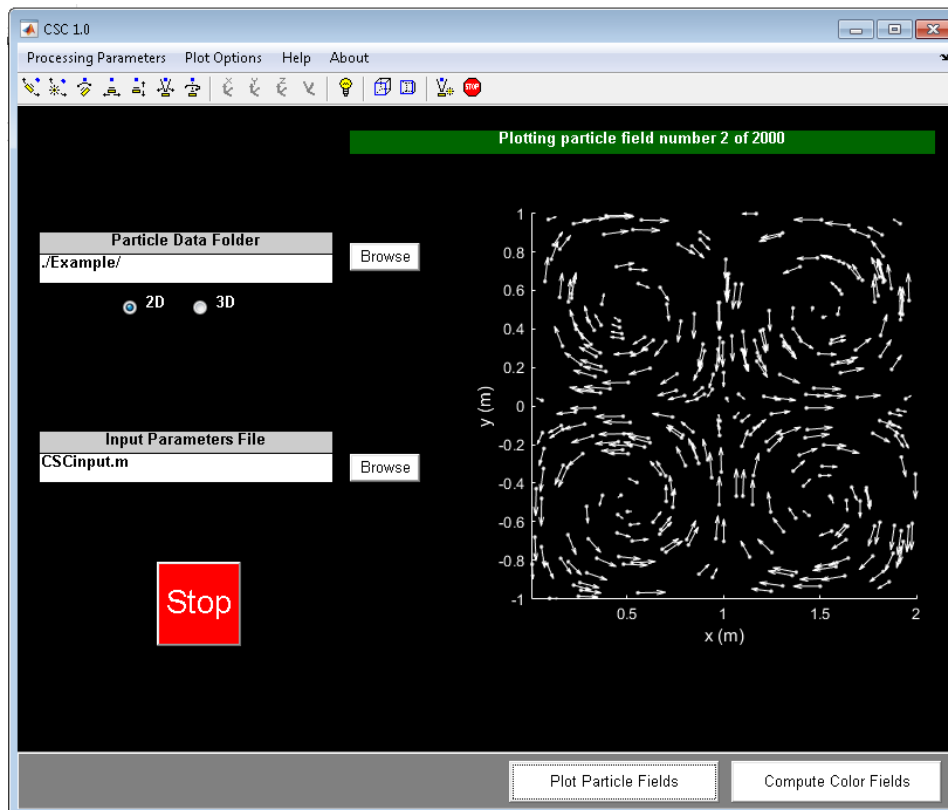 CSC 1.0
Processing Parameters Plot Options Help About
STOP
Plotting particle field number 2 of 2000
Particle Data Folder
./Example/
Browse
2D 3D
Input Parameters File
CSCinput.m
Browse
Stop
1
0.8
0.6
0.4
0.2
0
-0.2
-0.4
-0.6
-0.8
-1
y (m)
0.5 1 1.5 2
x (m)
Plot Particle Fields Compute Color Fields